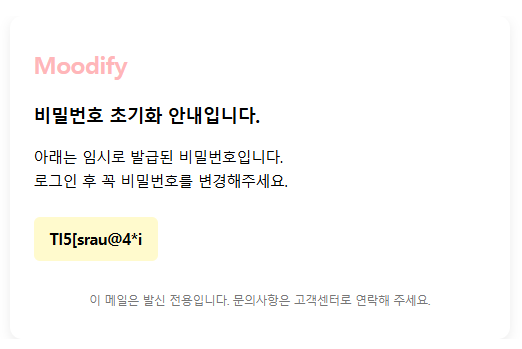 Moodify
비밀번호 초기화 안내입니다.
아래는 임시로 발급된 비밀번호입니다.
로그인 후 꼭 비밀번호를 변경해주세요.
TI5[srau@4*i
이 메일은 발신 전용입니다. 문의사항은 고객센터로 연락해 주세요.